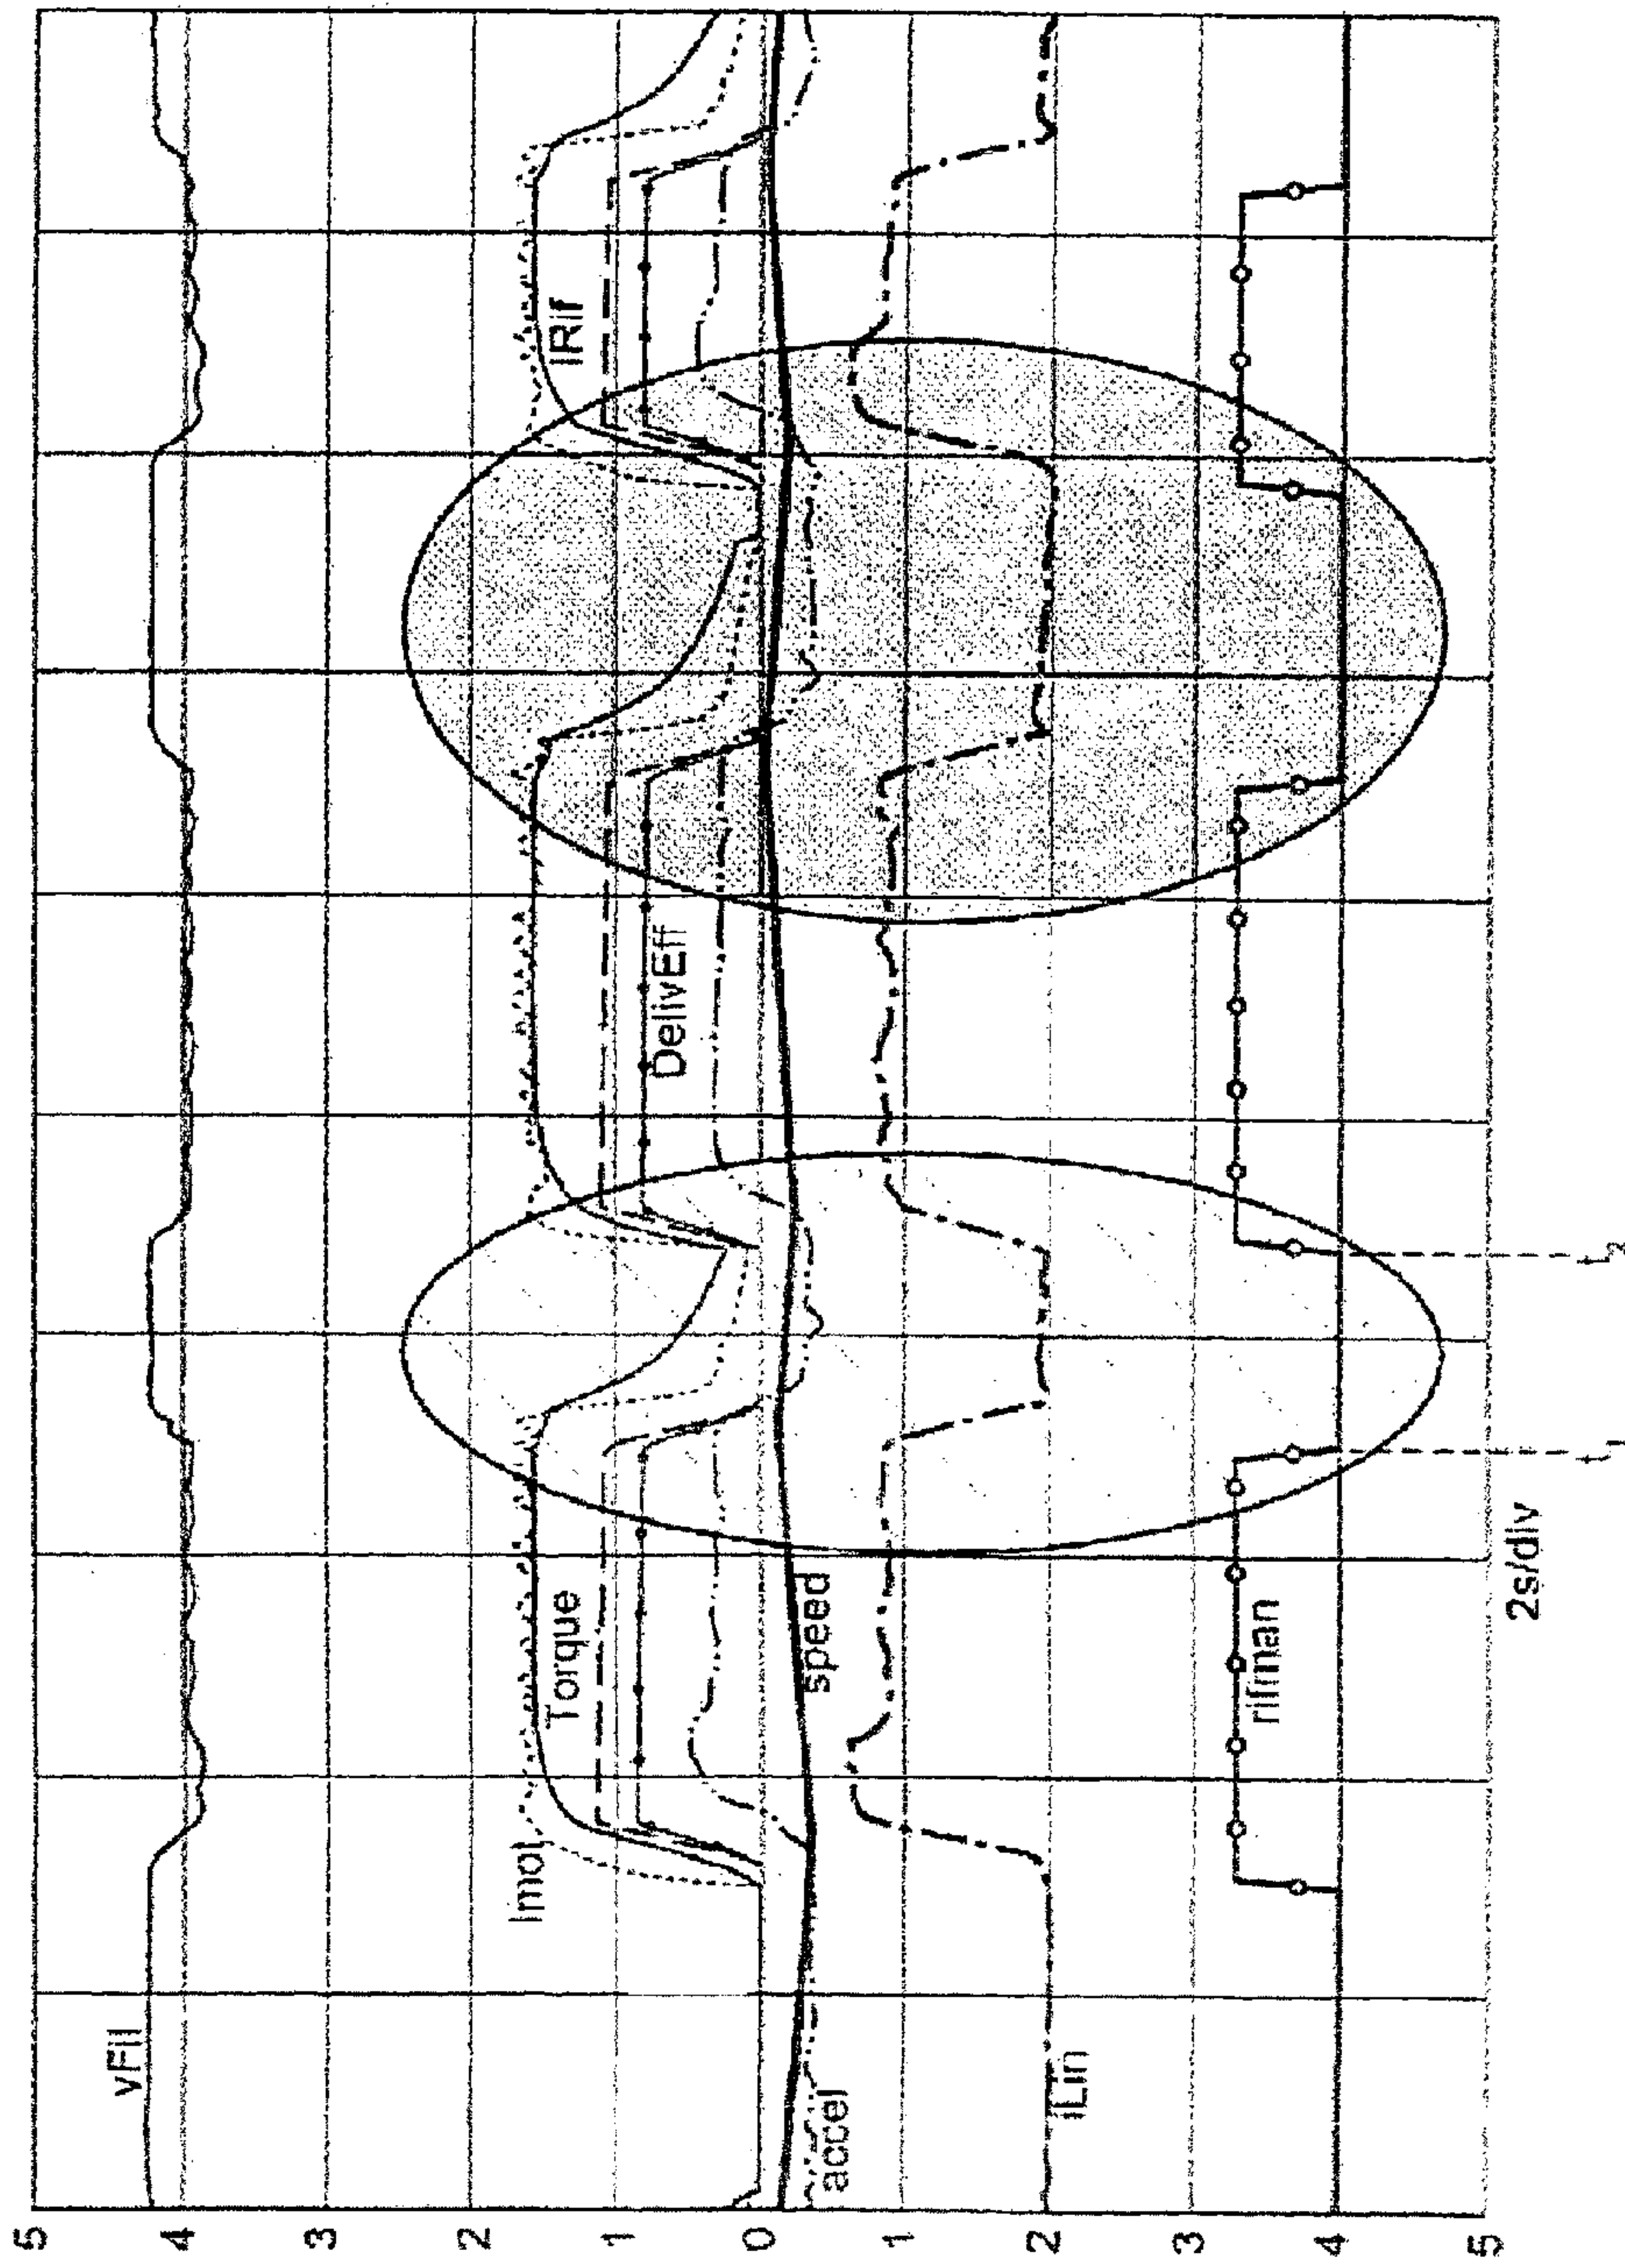 5
4
3
2
1
0
1
2
3
4
5
vFil
Imot
Torque
DelivEff
IRif
accel
speed
iLin
rifman
t1
t2
2s/div